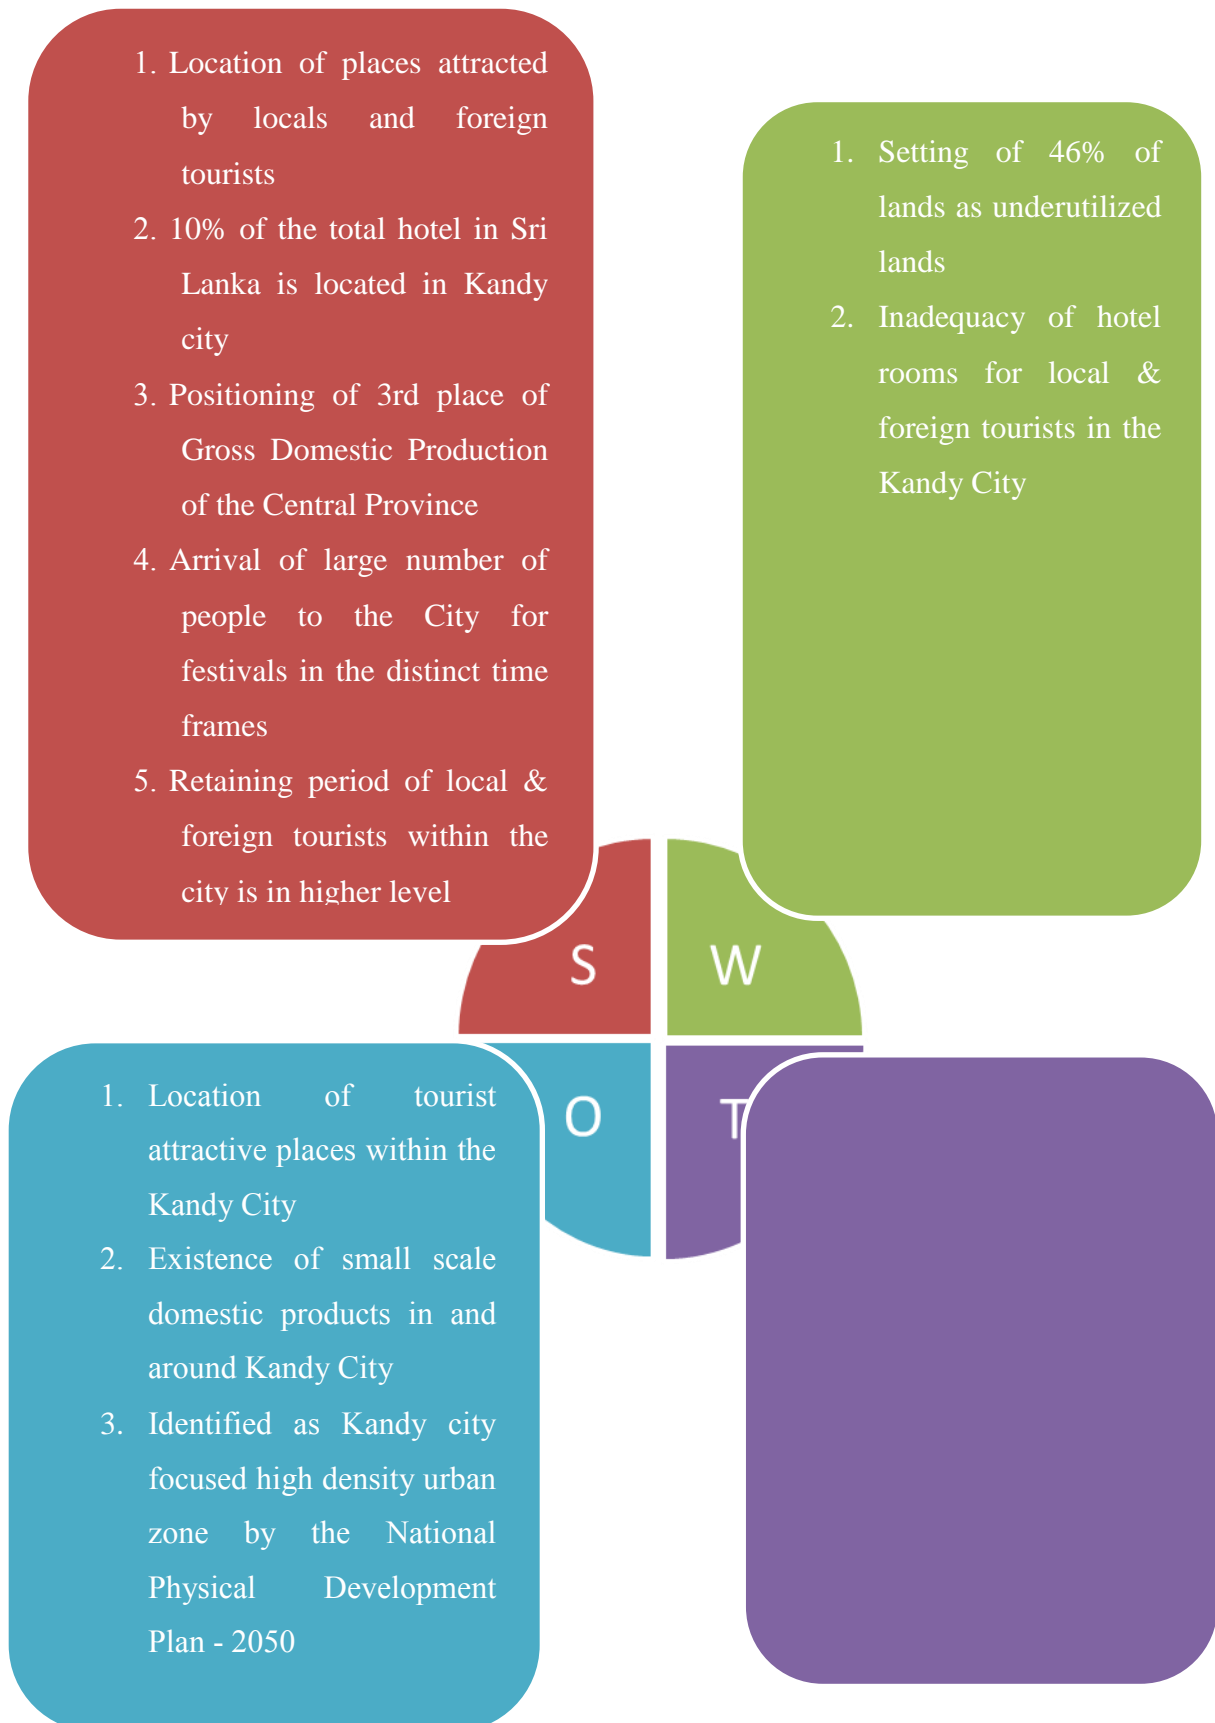 1. Location of places attracted
by locals and foreign
tourists
2. 10% of the total hotel in Sri
Lanka is located in Kandy
city
3. Positioning of 3rd place of
Gross Domestic Production
of the Central Province
4. Arrival of large number of
people to the City for
festivals in the distinct time
frames
5. Retaining period of local &
foreign tourists within the
city is in higher level
1. Setting of 46% of
lands as underutilized
lands
2. Inadequacy of hotel
rooms for local &
foreign tourists in the
Kandy City
S
W
O
T
1. Location of tourist
attractive places within the
Kandy City
2. Existence of small scale
domestic products in and
around Kandy City
3. Identified as Kandy city
focused high density urban
zone by the National
Physical Development
Plan - 2050